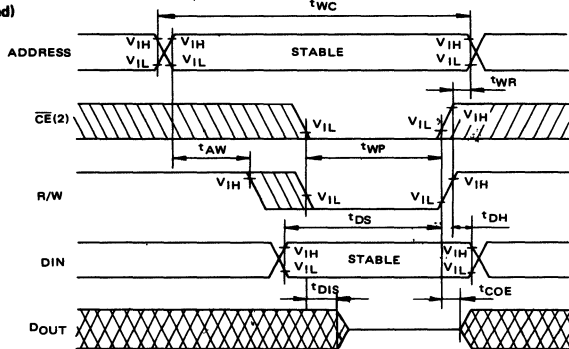 ed)
tWC
ADDRESS
VIH
VIL
VIH
VIL
STABLE
VIH
VIL
tWR
CE(2)
VIL
VIL
VIH
tAW
tWP
R/W
VIH
VIL
VIL
VIH
tDS
tDH
DIN
VIH
VIL
STABLE
VIH
VIL
tDIS
tCOE
DOUT